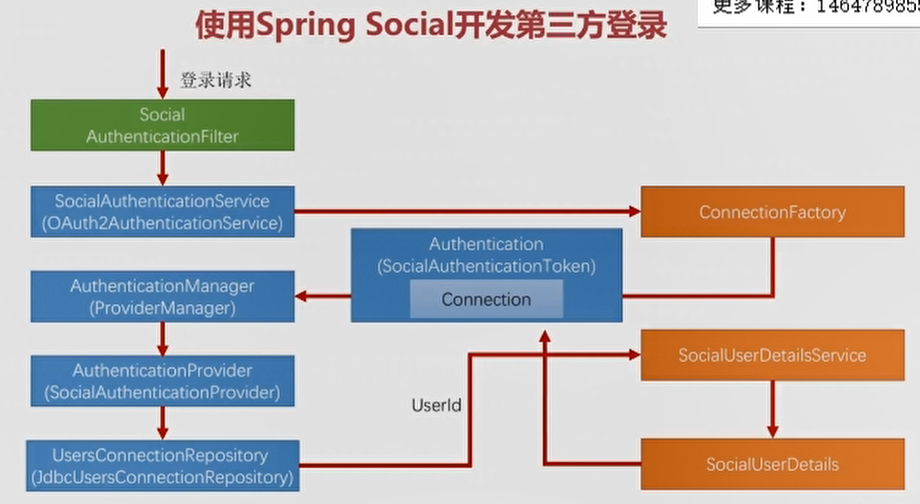 使用Spring Social开发第三方登录
更多课程：146478985
登录请求
Social
AuthenticationFilter
SocialAuthenticationService
(OAuth2AuthenticationService)
ConnectionFactory
Authentication
(SocialAuthenticationToken)
Connection
AuthenticationManager
(ProviderManager)
SocialUserDetailsService
AuthenticationProvider
(SocialAuthenticationProvider)
UserId
UsersConnectionRepository
(JdbcUsersConnectionRepository)
SocialUserDetails